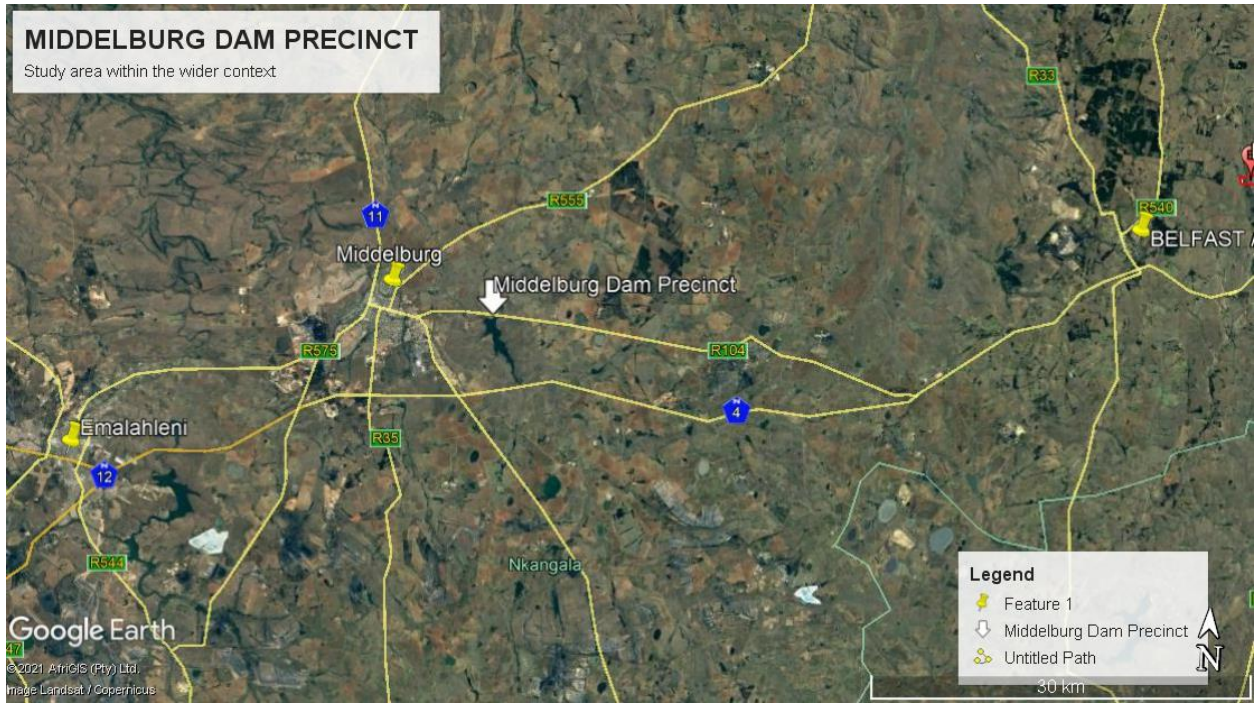 MIDDELBURG DAM PRECINCT
Study area within the wider context
R33
R540
BELFAST
R555
N
11
Middelburg
Middelburg Dam Precinct
R575
R104
N
4
Emalahleni
R35
N
12
R544
Nkangala
Legend
Feature 1
Middelburg Dam Precinct
Untitled Path
N
30 km
Google Earth
47
©2021 AfriGIS (Pty) Ltd.
Image Landsat / Copernicus